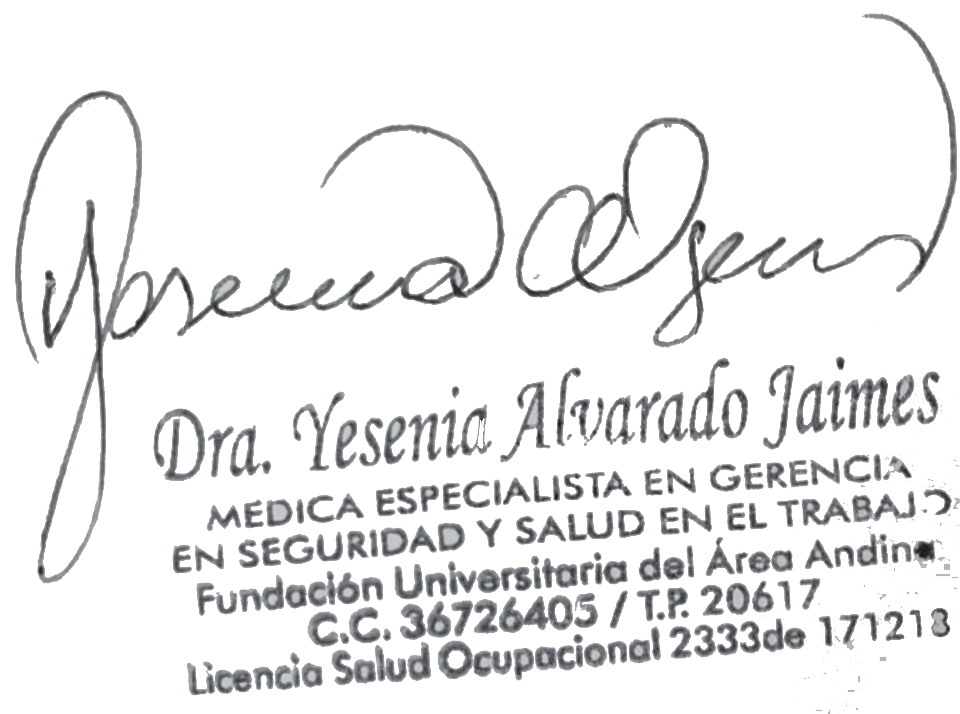 Dra. Yesenia Alvarado Jaimes
MEDICA ESPECIALISTA EN GERENCIA
EN SEGURIDAD Y SALUD EN EL TRABAJO
Fundación Universitaria del Área Andina
C.C. 36726405 / T.P. 20617
Licencia Salud Ocupacional 2333de 171218